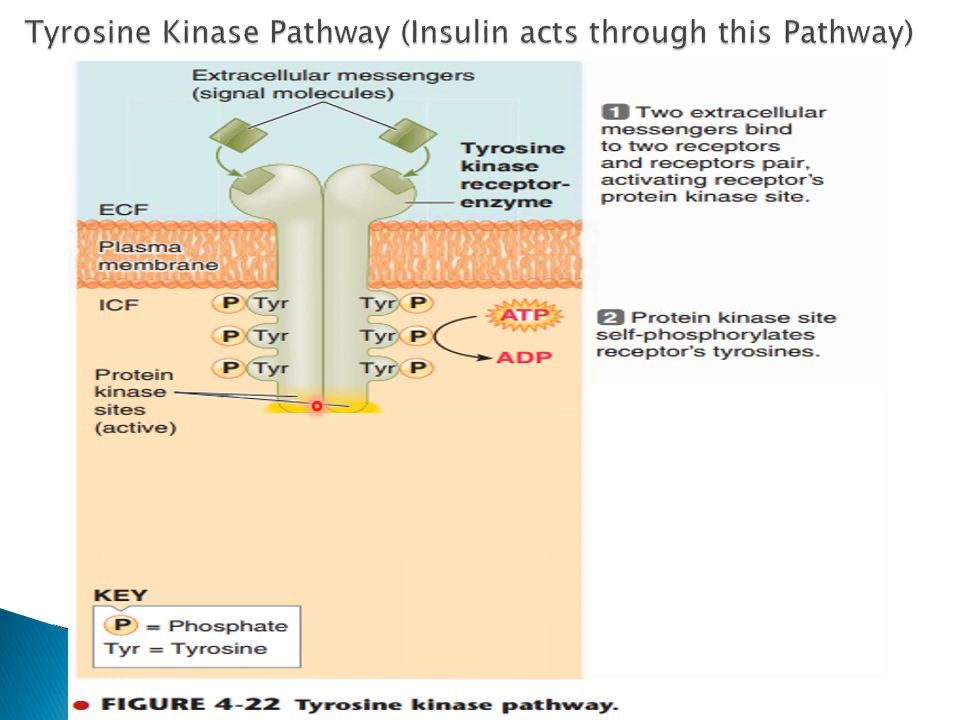 Tyrosine Kinase Pathway (Insulin acts through this Pathway)
Extracellular messengers
(signal molecules)
Tyrosine
kinase
receptor-
enzyme
ECF
Plasma
membrane
ICF
P Tyr Tyr P
P Tyr Tyr P
P Tyr Tyr P
ATP
ADP
Protein
kinase
sites
(active)
1 Two extracellular
messengers bind
to two receptors
and receptors pair,
activating receptor's
protein kinase site.
2 Protein kinase site
self-phosphorylates
receptor's tyrosines.
KEY
P = Phosphate
Tyr = Tyrosine
● FIGURE 4-22 Tyrosine kinase pathway.